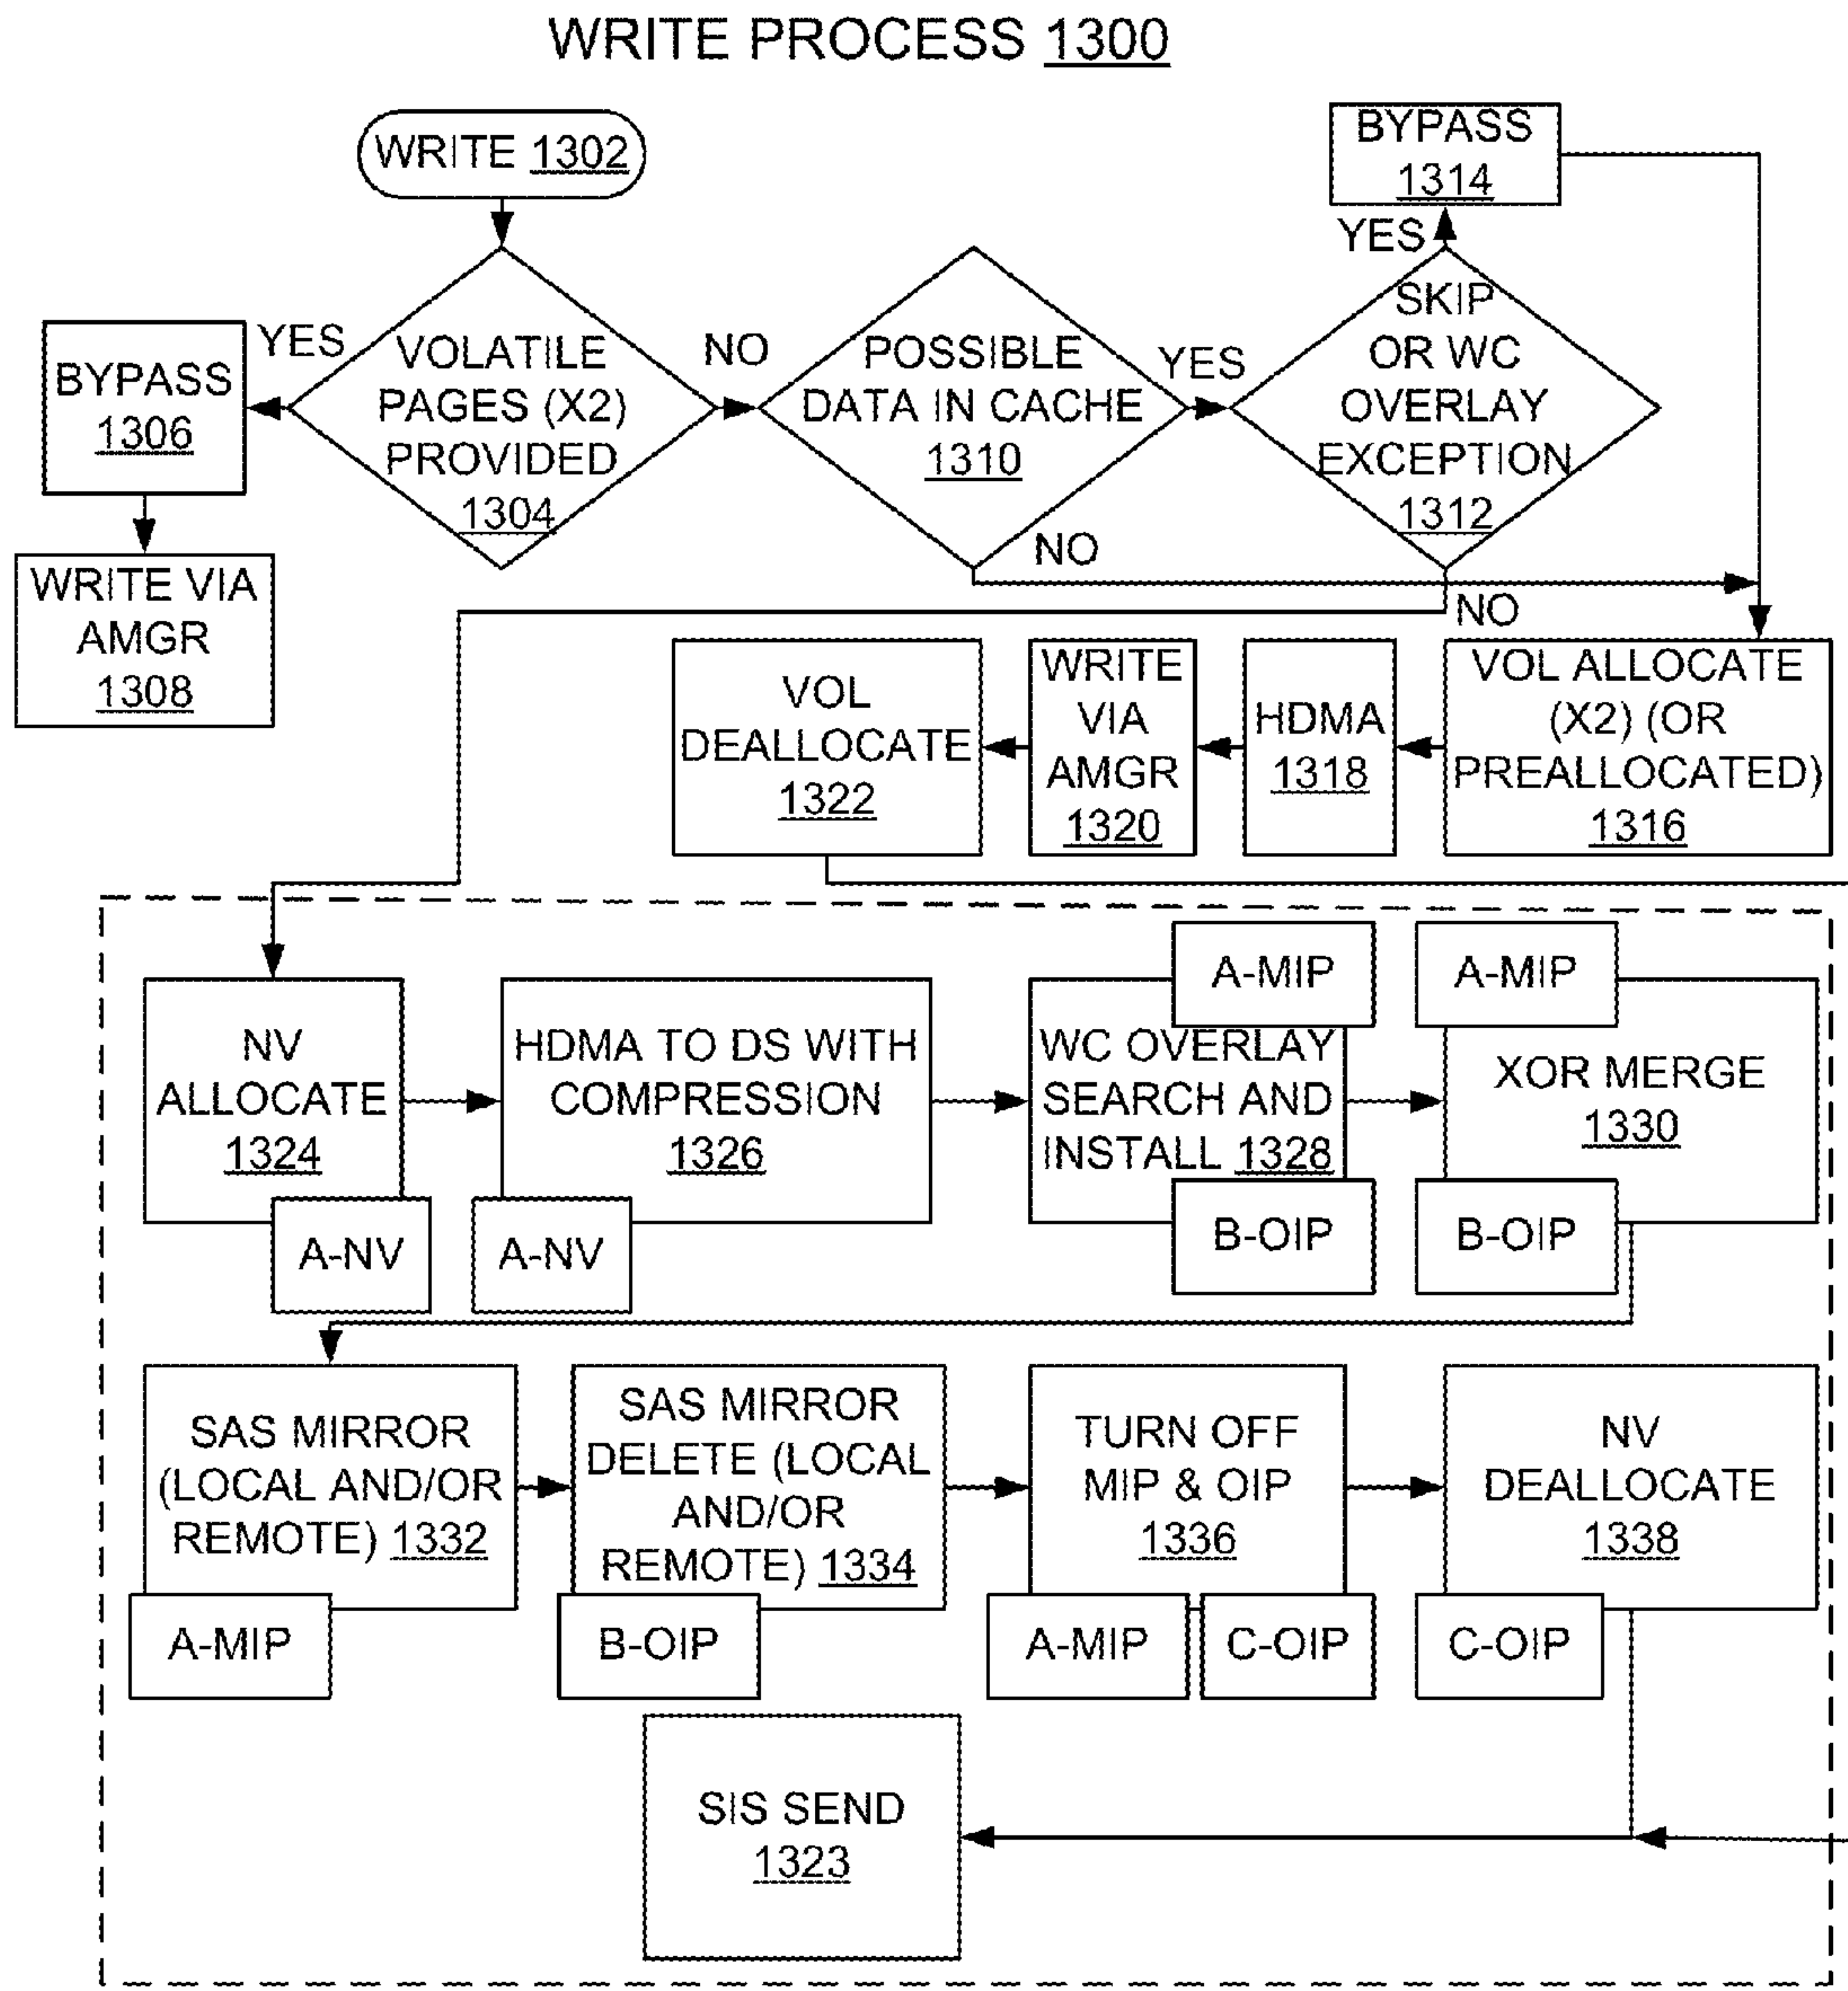 WRITE PROCESS 1300
WRITE 1302
BYPASS
1314
YES
YES
VOLATILE
PAGES (X2)
PROVIDED
1304
NO
POSSIBLE
DATA IN CACHE
1310
YES
SKIP
OR WC
OVERLAY
EXCEPTION
1312
BYPASS
1306
NO
NO
WRITE VIA
AMGR
1308
VOL
DEALLOCATE
1322
WRITE
VIA
AMGR
1320
HDMA
1318
VOL ALLOCATE
(X2) (OR
PREALLOCATED)
1316
A-MIP
A-MIP
NV
ALLOCATE
1324
HDMA TO DS WITH
COMPRESSION
1326
WC OVERLAY
SEARCH AND
INSTALL 1328
XOR MERGE
1330
A-NV
A-NV
B-OIP
B-OIP
SAS MIRROR
(LOCAL AND/OR
REMOTE) 1332
SAS MIRROR
DELETE (LOCAL
AND/OR
REMOTE) 1334
TURN OFF
MIP & OIP
1336
NV
DEALLOCATE
1338
A-MIP
B-OIP
A-MIP
C-OIP
C-OIP
SIS SEND
1323